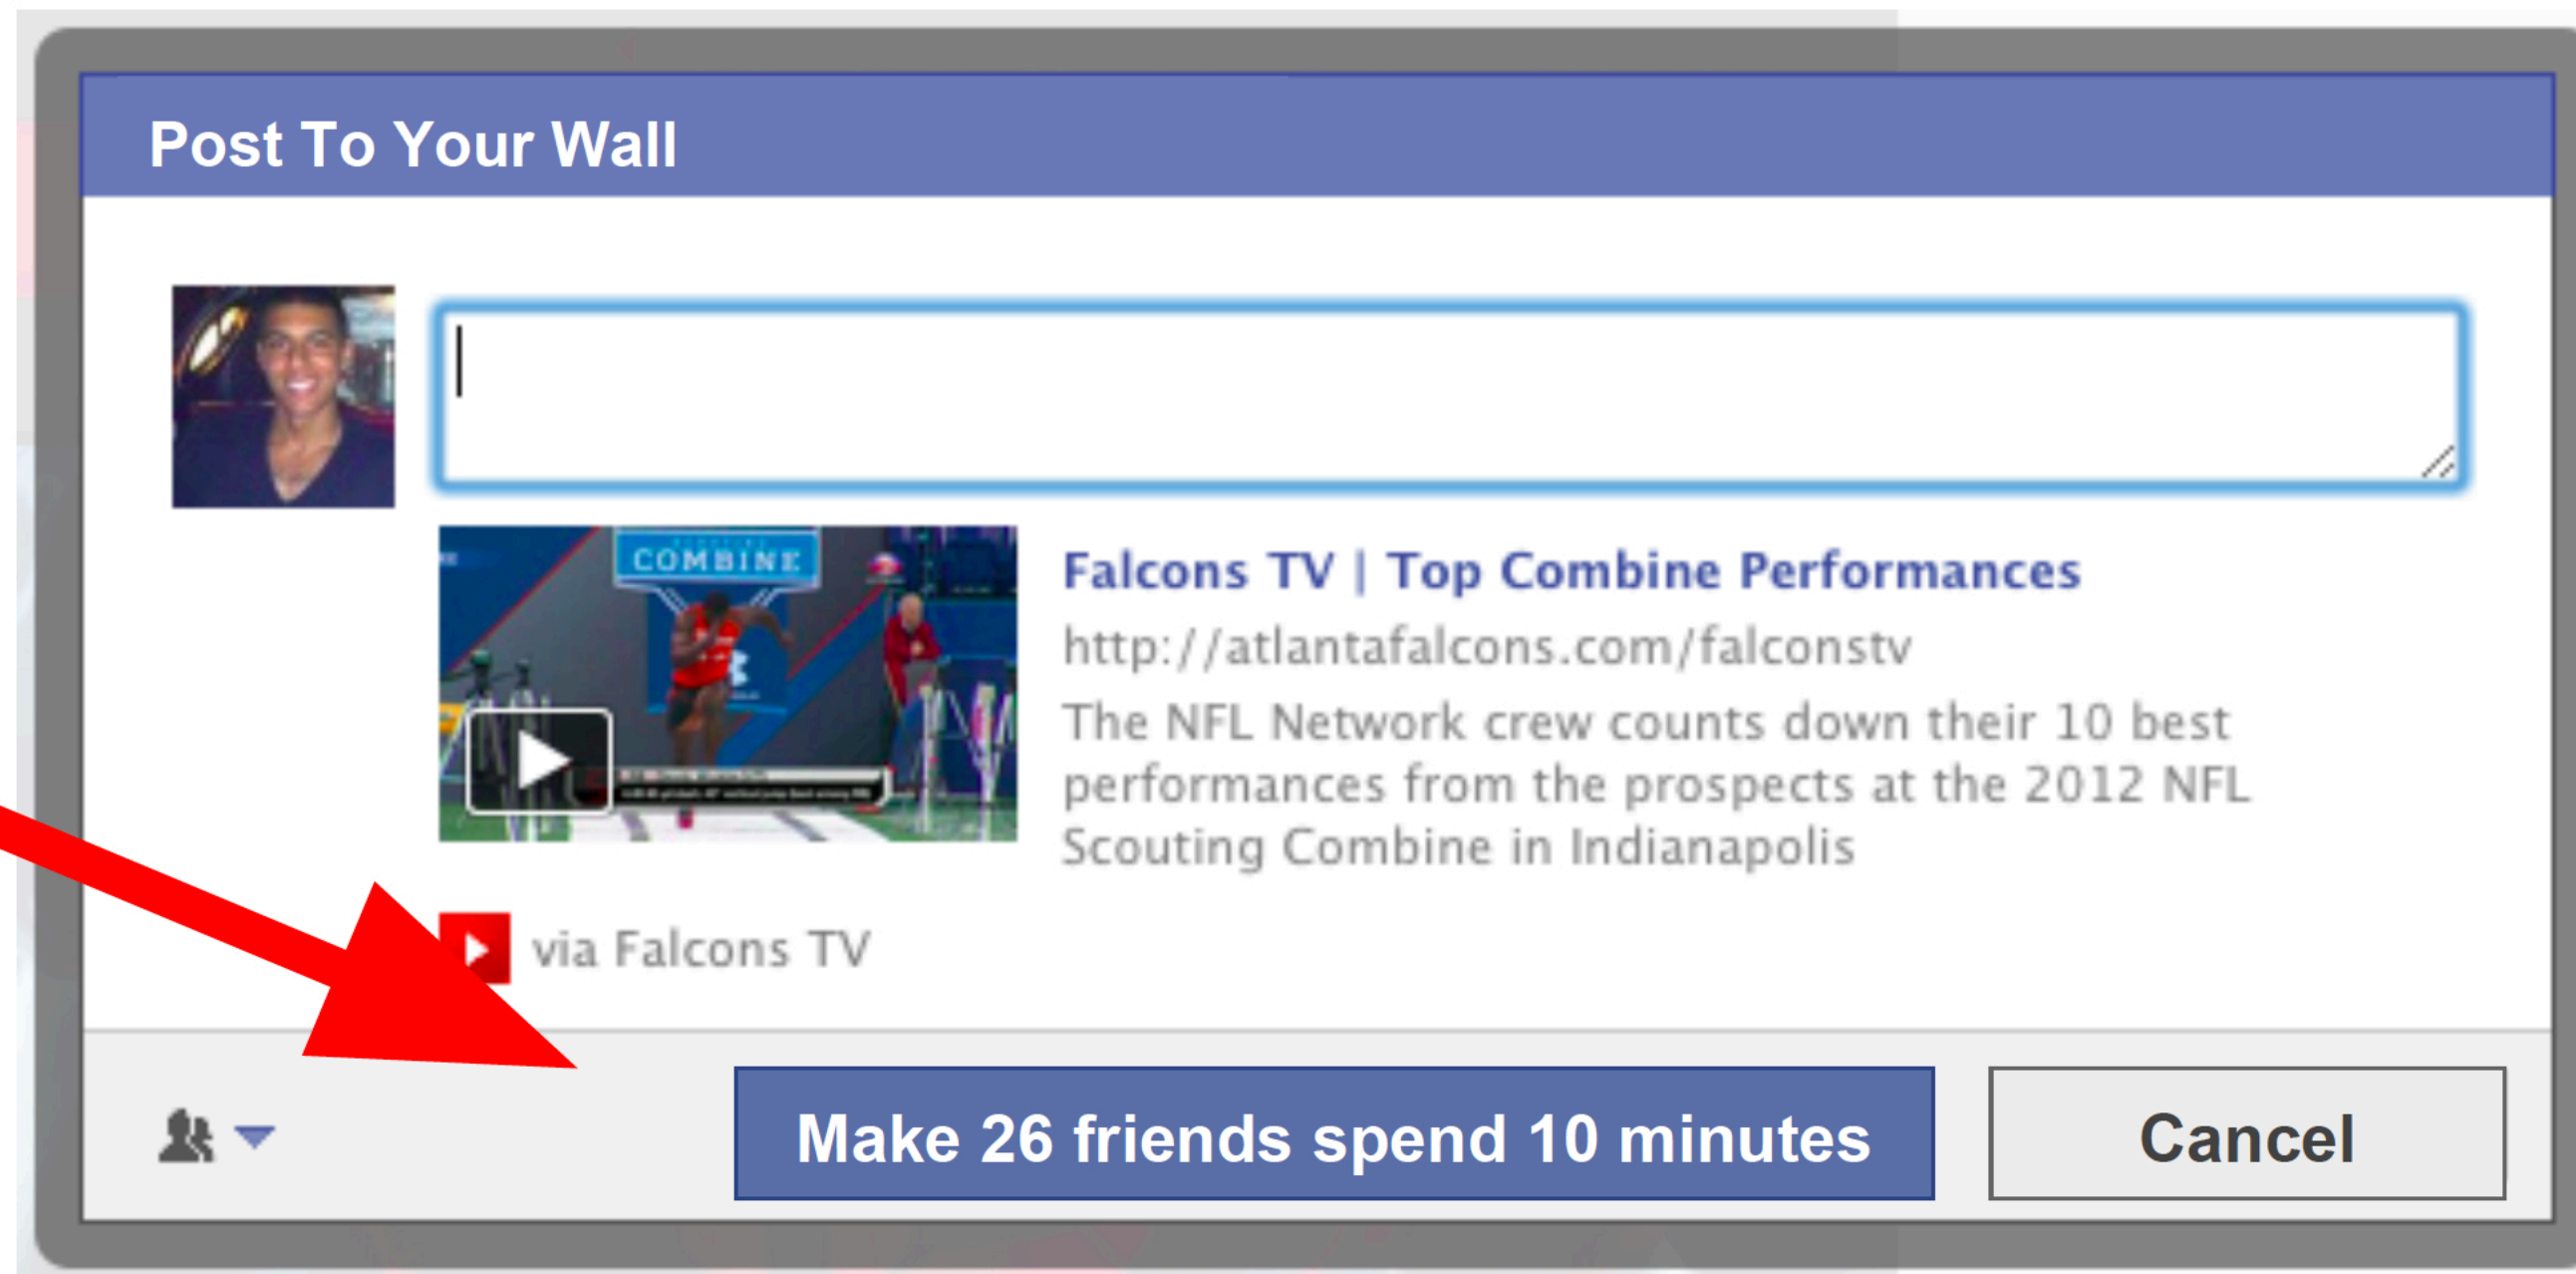 Post To Your Wall
COMBINE
Falcons TV | Top Combine Performances
http://atlantafalcons.com/falconstv
The NFL Network crew counts down their 10 best
performances from the prospects at the 2012 NFL
Scouting Combine in Indianapolis
via Falcons TV
Make 26 friends spend 10 minutes
Cancel